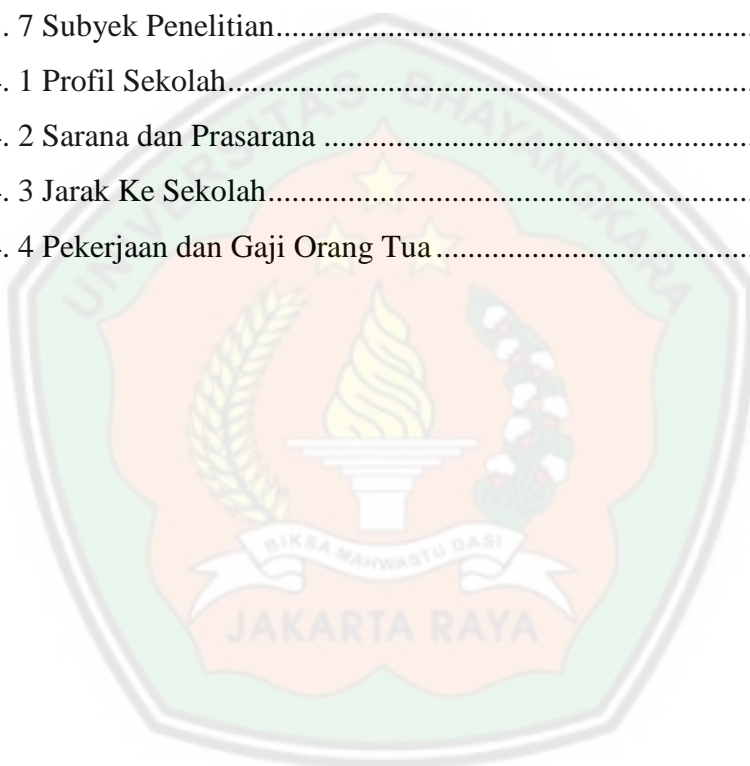 . 7 Subyek Penelitian
. 1 Profil Sekolah
. 2 Sarana dan Prasarana
. 3 Jarak Ke Sekolah
. 4 Pekerjaan dan Gaji Orang Tua
UNIVERSITAS BHAYANGKARA
BIKSA MAHWASTU DASI
JAKARTA RAYA